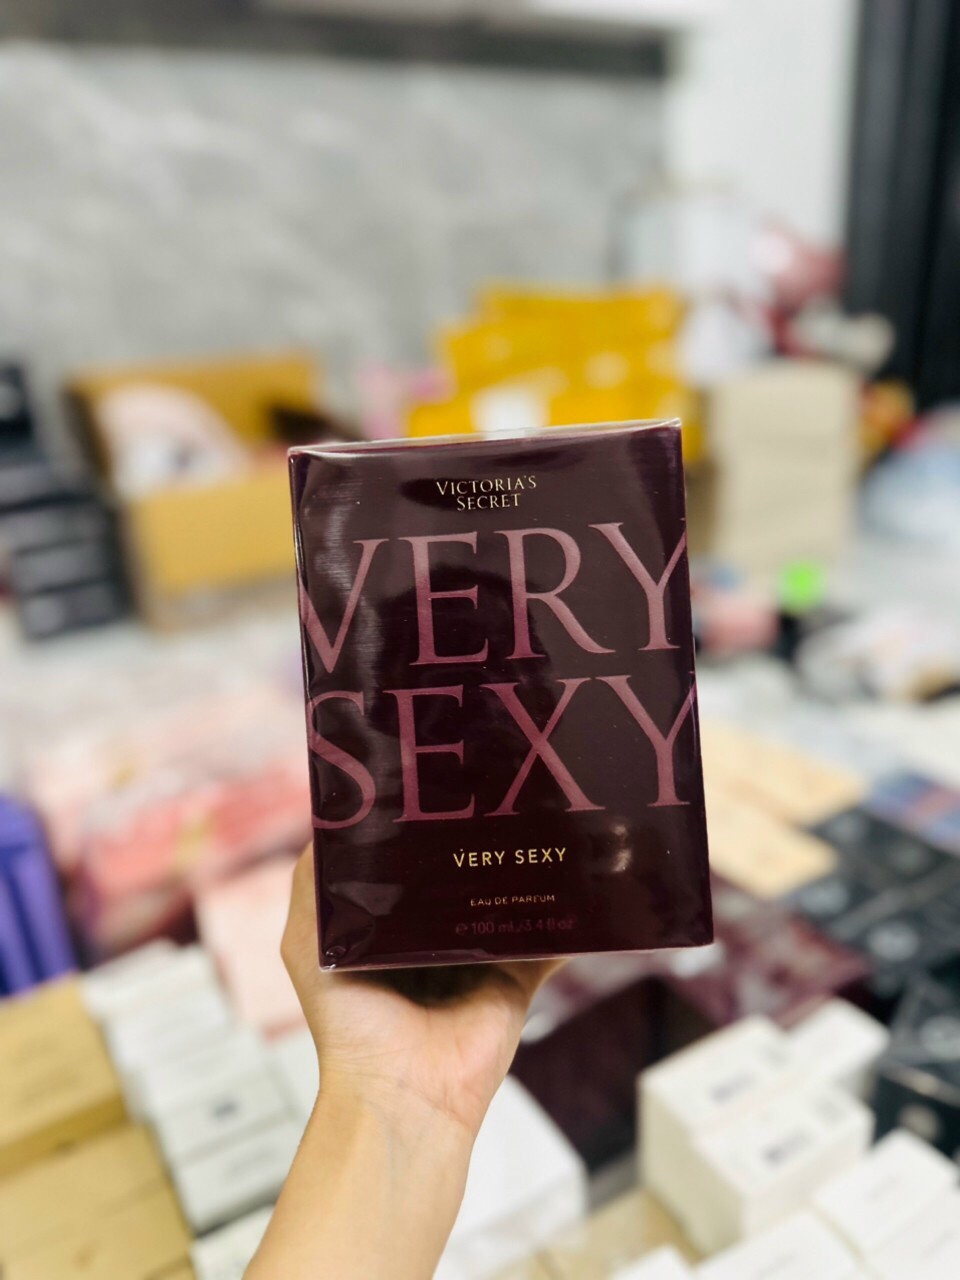 VICTORIA'S
SECRET
VERY
SEXY
VERY SEXY
EAU DE PARFUM
℮ 100 mL/3.4 fl oz